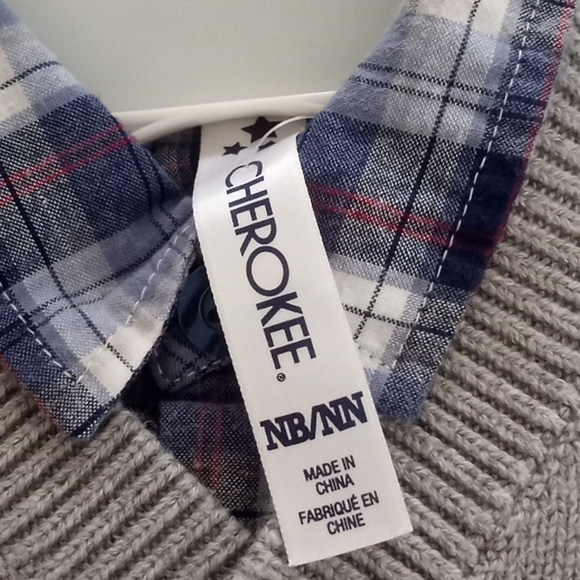 CHEROKEE®
NB/NN
MADE IN
CHINA
FABRIQUÉ EN
CHINE